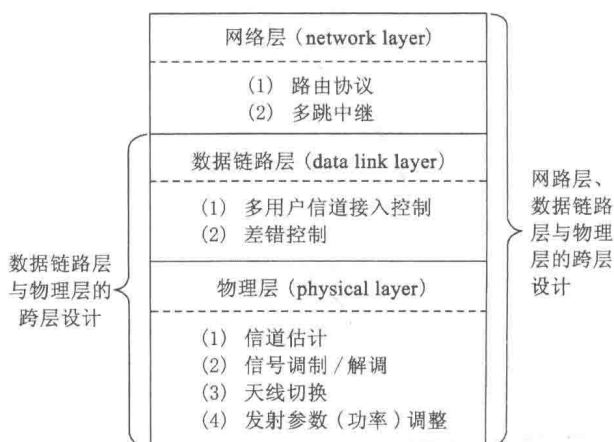 网络层（network layer）
（1） 路由协议
（2） 多跳中继
数据链路层（data link layer）
（1） 多用户信道接入控制
（2） 差错控制
物理层（physical layer）
（1） 信道估计
（2） 信号调制/解调
（3） 天线切换
（4） 发射参数（功率）调整
数据链路层
与物理层的
跨层设计
网路层、
数据链路
层与物理
层的跨层
设计